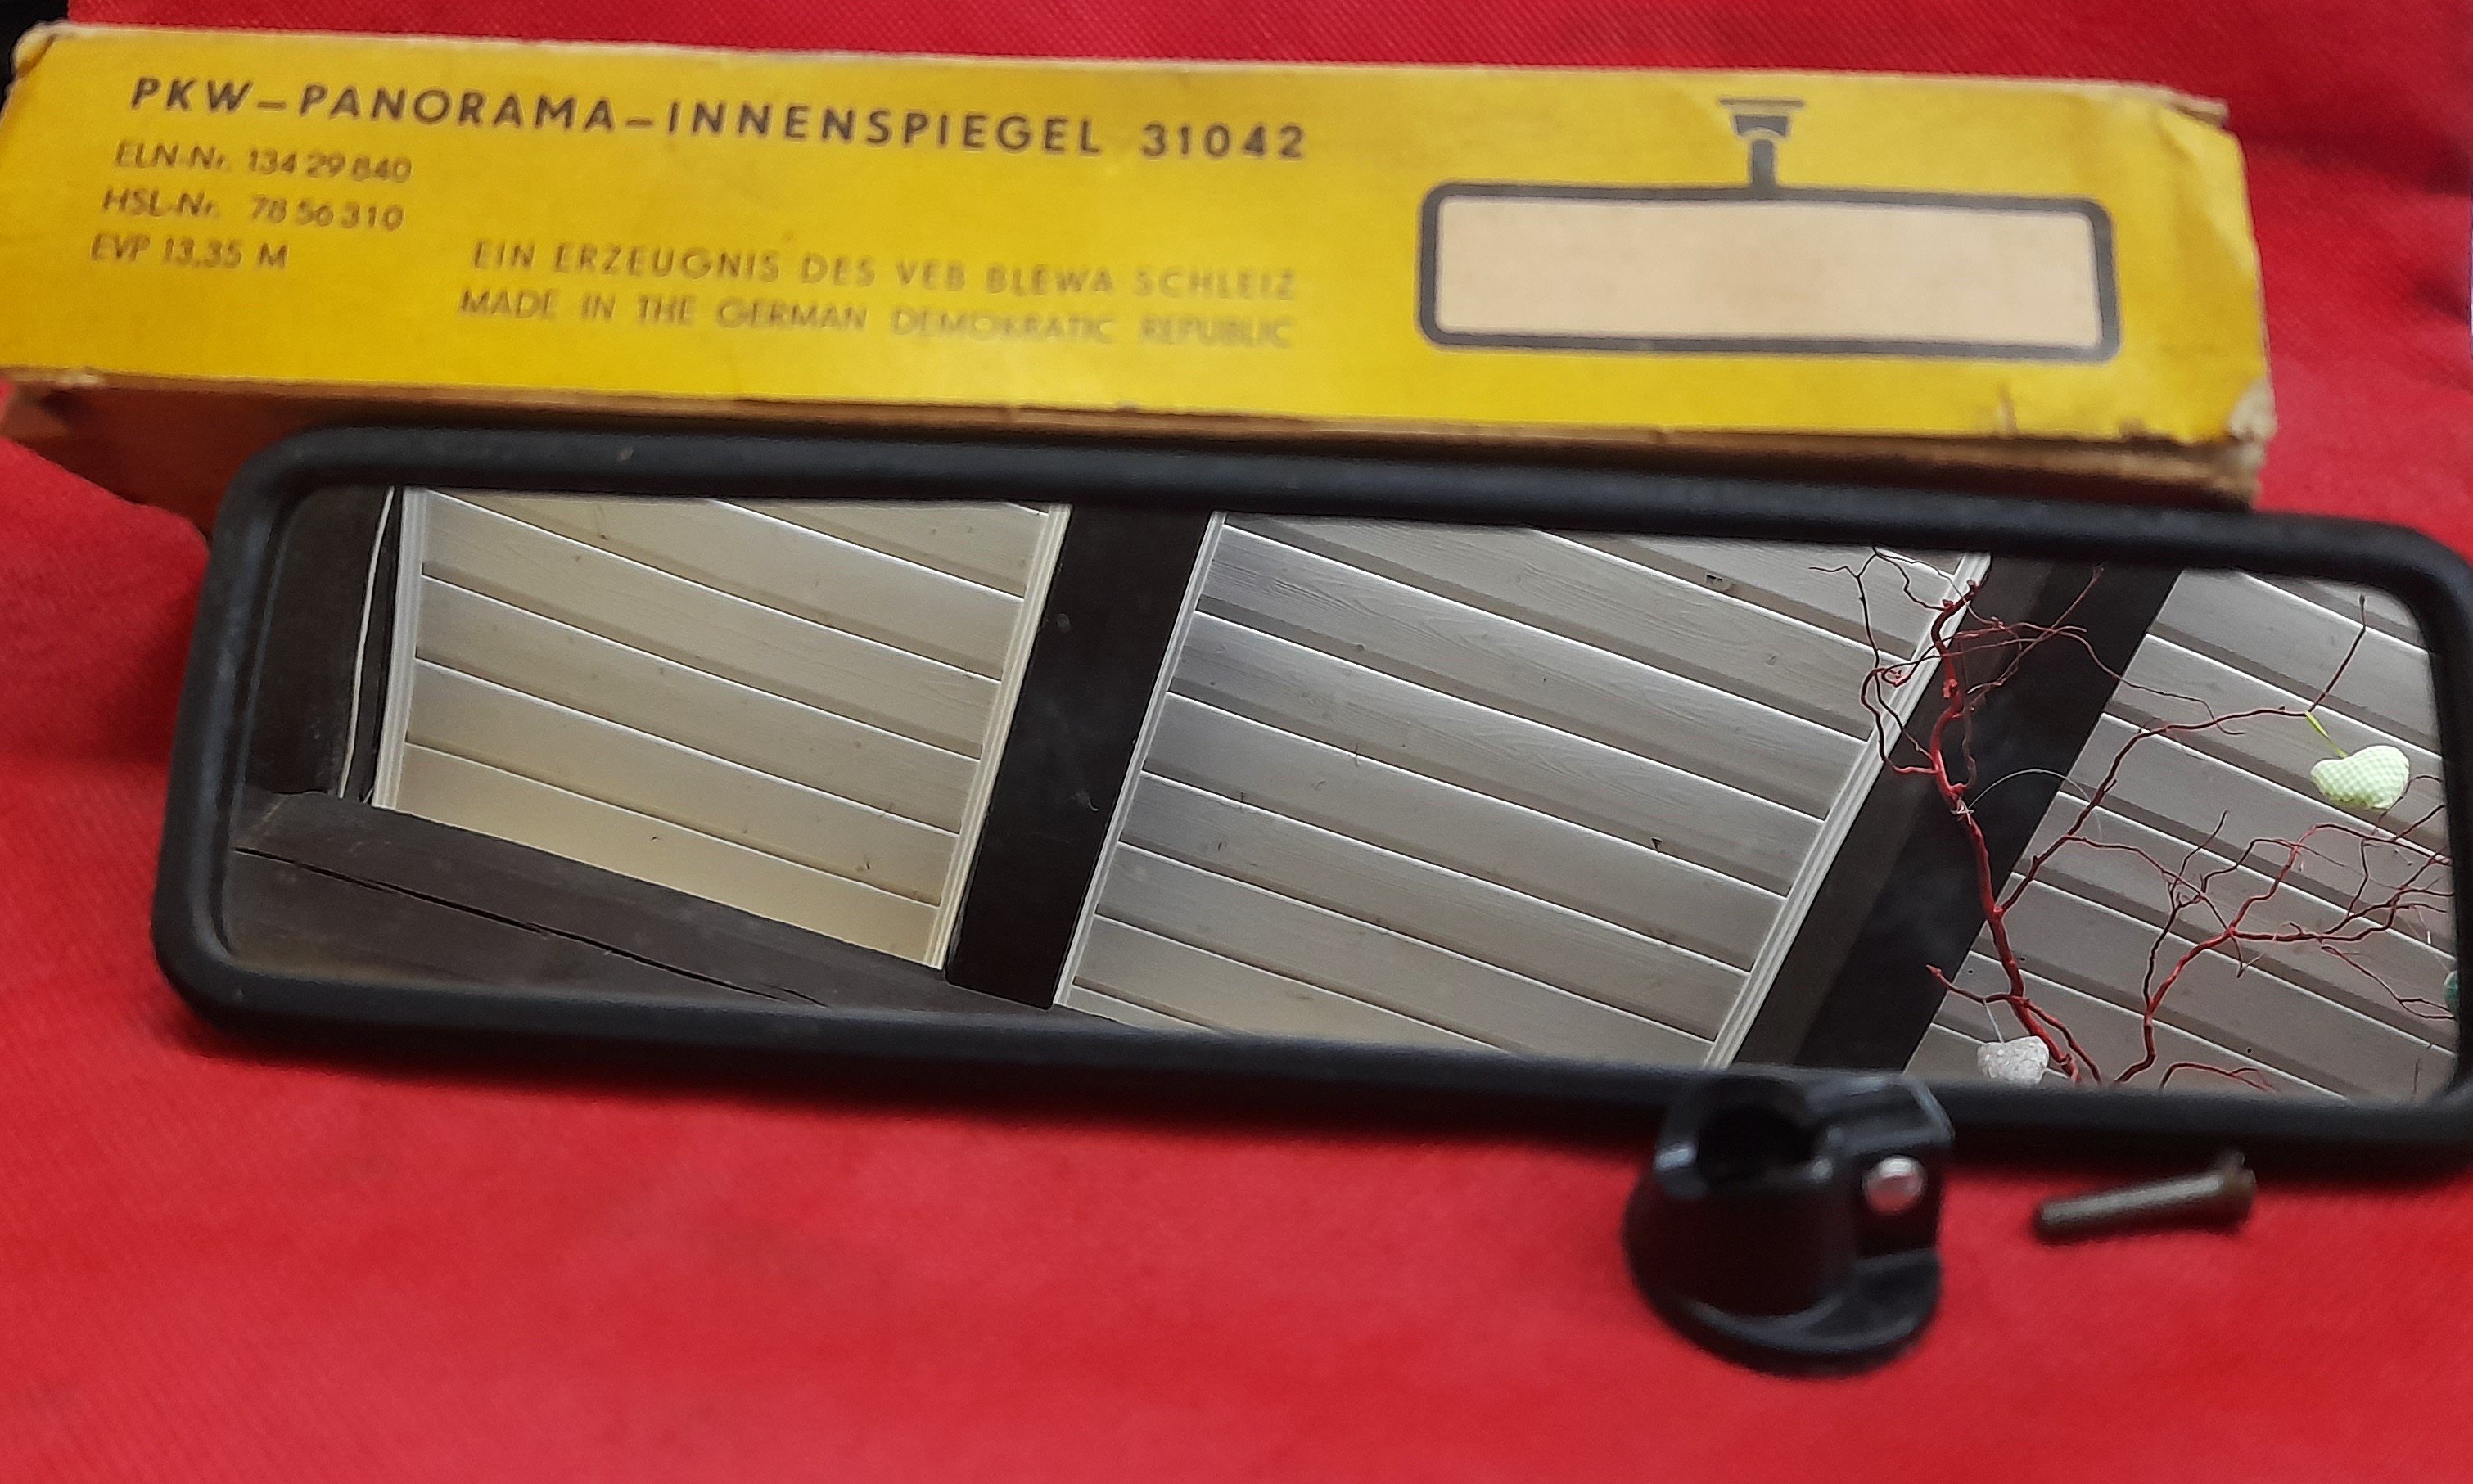 PKW–PANORAMA–INNENSPIEGEL 31042
ELN-Nr. 134 29 840
HSL-Nr. 78 56 310
EVP 13,35 M
EIN ERZEUGNIS DES VEB BLEWA SCHLEIZ
MADE IN THE GERMAN DEMOKRATIC REPUBLIC